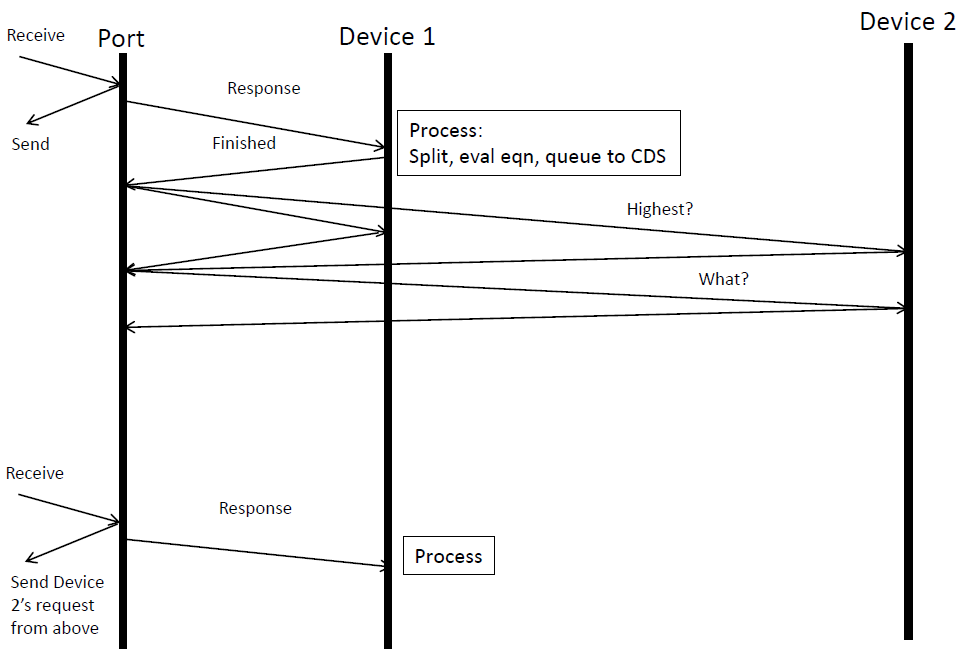 Receive
Port
Device 1
Device 2
Response
Send
Finished
Process:
Split, eval eqn, queue to CDS
Highest?
What?
Receive
Response
Process
Send Device
2's request
from above